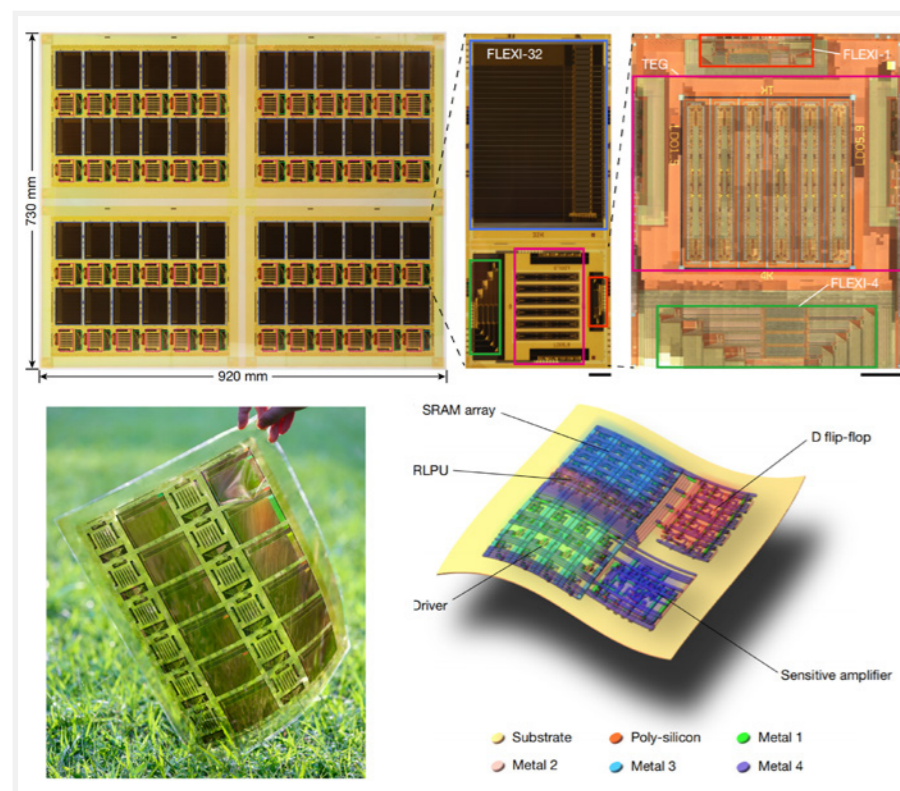 730 mm
920 mm
FLEXI-32
FLEXI-1
TEG
FLEXI-4
SRAM array
RLPU
D flip-flop
Driver
Sensitive amplifier
Substrate
Poly-silicon
Metal 1
Metal 2
Metal 3
Metal 4